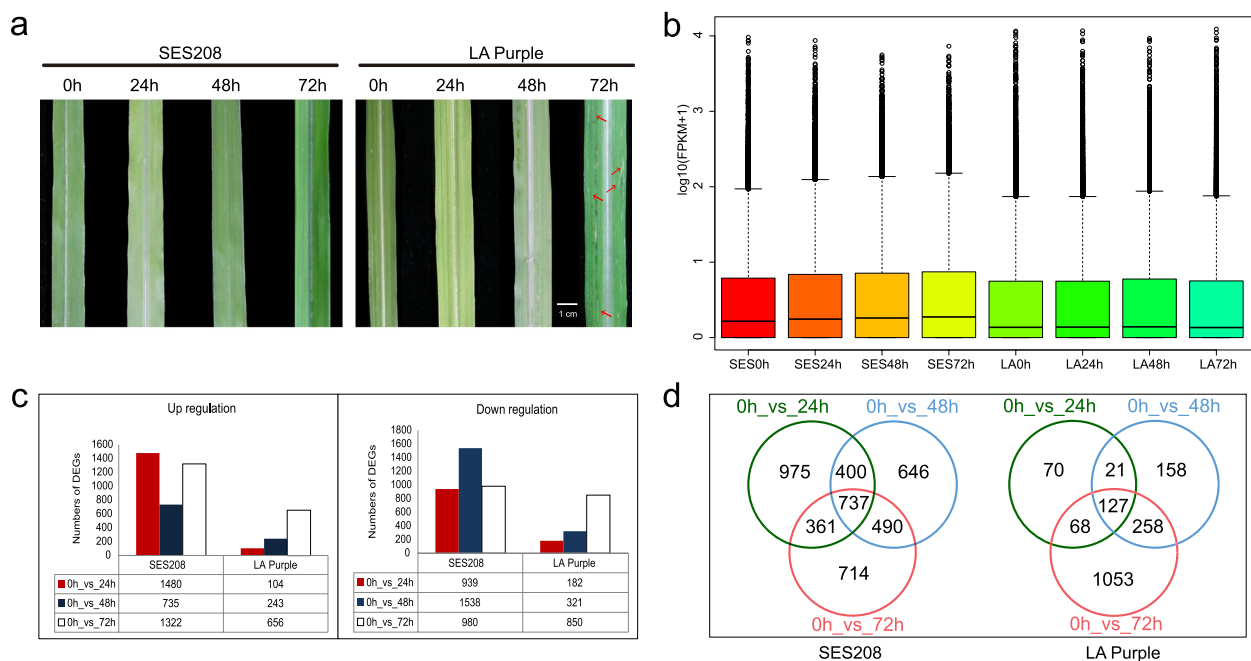 a
SES208
LA Purple
0h 24h 48h 72h
0h 24h 48h 72h
1 cm
b
log10(FPKM+1)
4
3
2
1
0
SES0h SES24h SES48h SES72h LA0h LA24h LA48h LA72h
c
Up regulation
Numbers of DEGs
1600
1400
1200
1000
800
600
400
200
0
SES208 LA Purple
0h_vs_24h 1480 104
0h_vs_48h 735 243
0h_vs_72h 1322 656
Down regulation
Numbers of DEGs
1800
1600
1400
1200
1000
800
600
400
200
0
SES208 LA Purple
0h_vs_24h 939 182
0h_vs_48h 1538 321
0h_vs_72h 980 850
d
0h_vs_24h 0h_vs_48h
975 400 646
737
361 490
714
0h_vs_72h
SES208
0h_vs_24h 0h_vs_48h
70 21 158
127
68 258
1053
0h_vs_72h
LA Purple